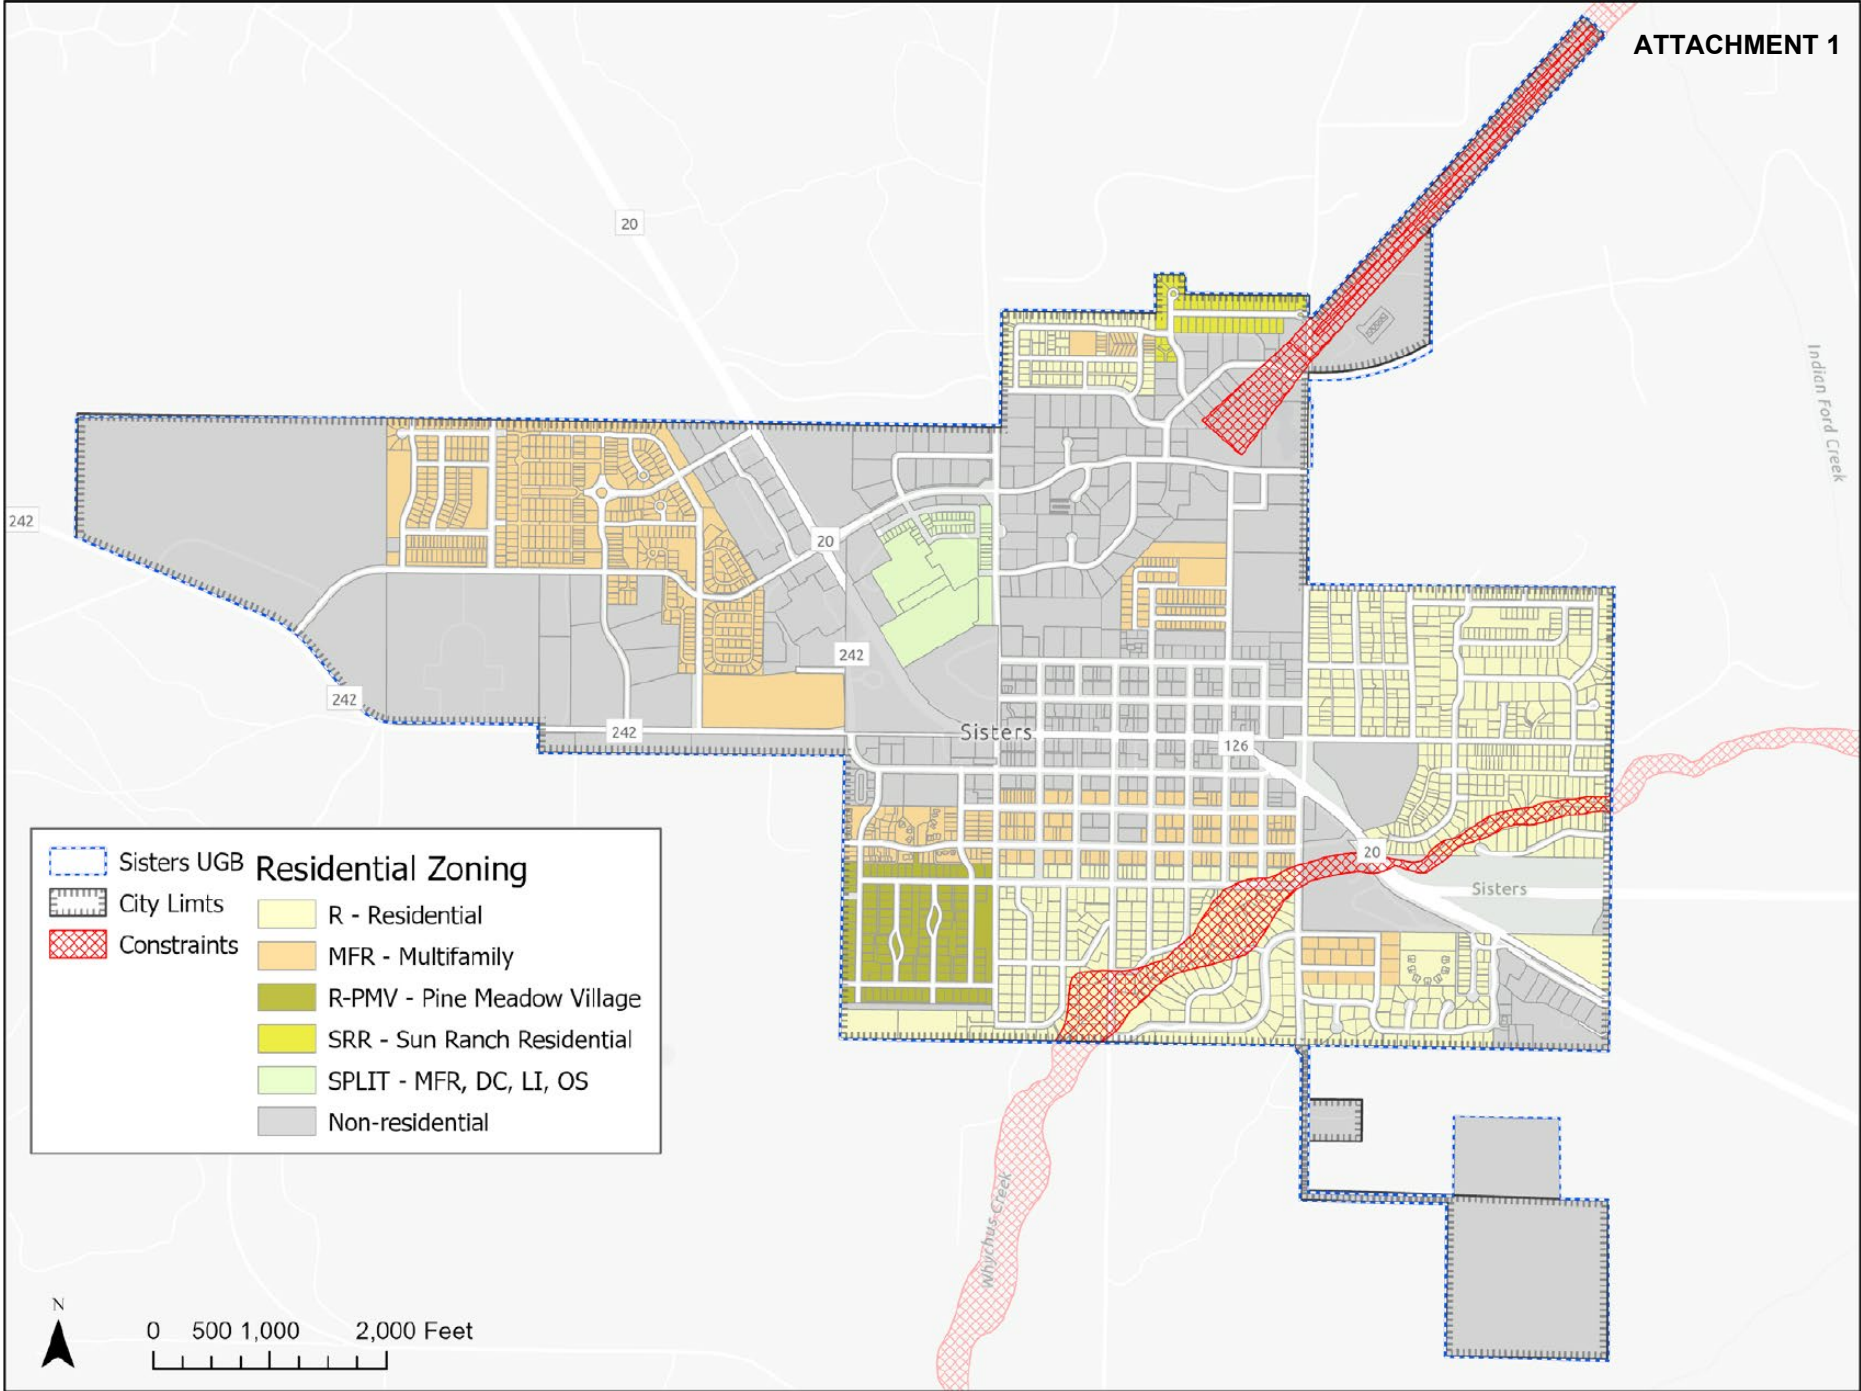 ATTACHMENT 1
20
Indian Ford Creek
242
20
242
242
242
Sisters
126
20
Sisters
Sisters UGB
City Limts
Constraints
Residential Zoning
R - Residential
MFR - Multifamily
R-PMV - Pine Meadow Village
SRR - Sun Ranch Residential
SPLIT - MFR, DC, LI, OS
Non-residential
Whychus Creek
N
0 500 1,000 2,000 Feet